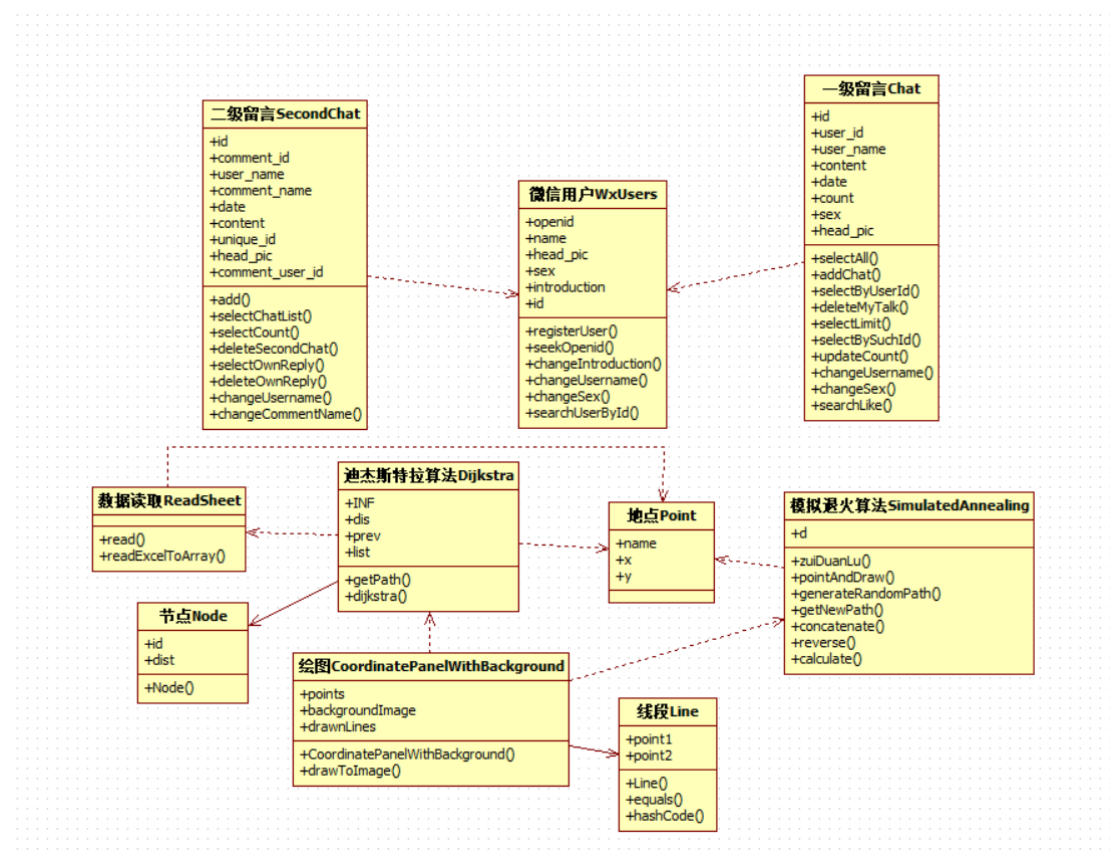 二级留言SecondChat
+id
+comment_id
+user_name
+comment_name
+date
+content
+unique_id
+head_pic
+comment_user_id
+add()
+selectChatList()
+selectCount()
+deleteSecondChat()
+selectOwnReply()
+deleteOwnReply()
+changeUsername()
+changeCommentName()
微信用户WxUsers
+openid
+name
+head_pic
+sex
+introduction
+id
+registerUser()
+seekOpenid()
+changeIntroduction()
+changeUsername()
+changeSex()
+searchUserById()
一级留言Chat
+id
+user_id
+user_name
+content
+date
+count
+sex
+head_pic
+selectAll()
+addChat()
+selectByUserId()
+deleteMyTalk()
+selectLimit()
+selectBySuchId()
+updateCount()
+changeUsername()
+changeSex()
+searchLike()
数据读取ReadSheet
+read()
+readExcelToArray()
迪杰斯特拉算法Dijkstra
+INF
+dis
+prev
+list
+getPath()
+dijkstra()
地点Point
+name
+x
+y
模拟退火算法SimulatedAnnealing
+d
+zuiDuanLu()
+pointAndDraw()
+generateRandomPath()
+getNewPath()
+concatenate()
+reverse()
+calculate()
节点Node
+id
+dist
+Node()
绘图CoordinatePanelWithBackground
+points
+backgroundImage
+drawnLines
+CoordinatePanelWithBackground()
+drawToImage()
线段Line
+point1
+point2
+Line()
+equals()
+hashCode()